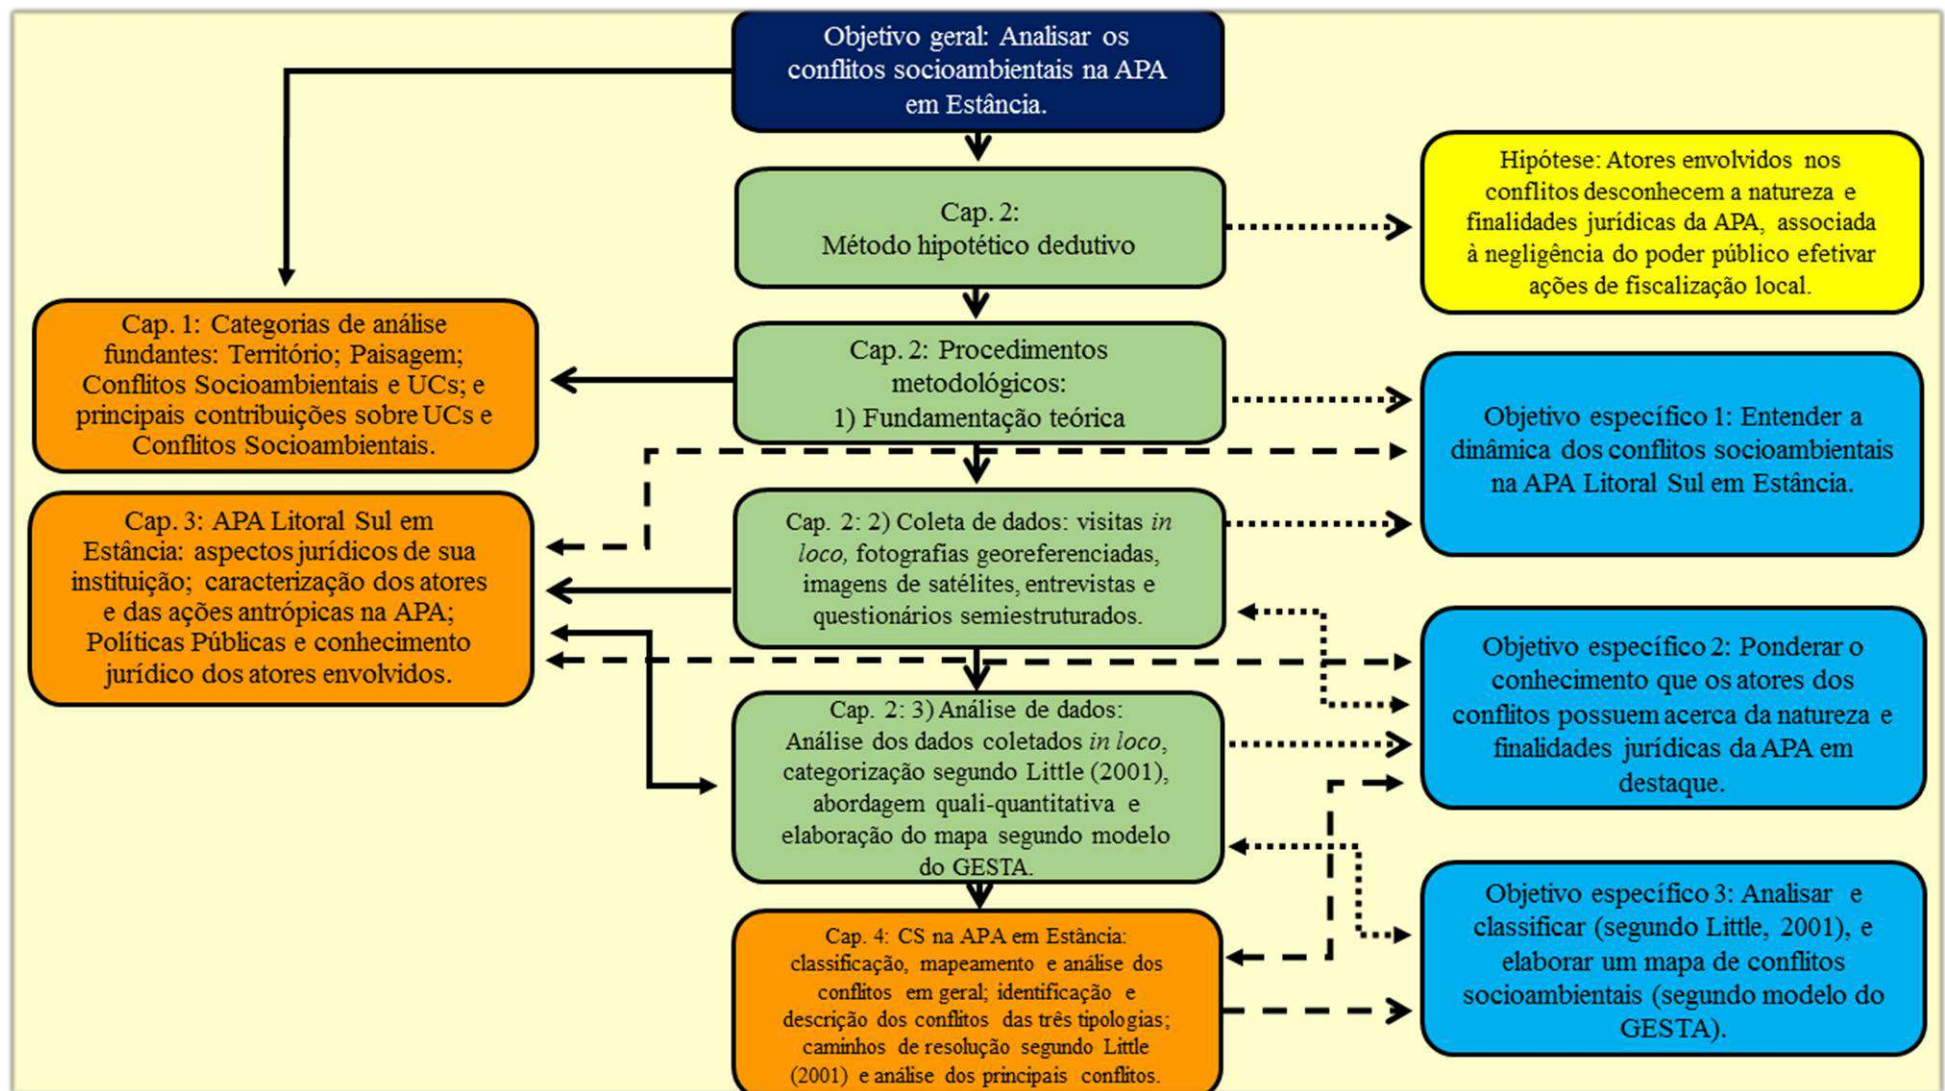 Objetivo geral: Analisar os
conflitos socioambientais na APA
em Estância.
Cap. 2:
Método hipotético dedutivo
Hipótese: Atores envolvidos nos
conflitos desconhecem a natureza e
finalidades jurídicas da APA, associada
à negligência do poder público efetivar
ações de fiscalização local.
Cap. 1: Categorias de análise
fundantes: Território; Paisagem;
Conflitos Socioambientais e UCs; e
principais contribuições sobre UCs e
Conflitos Socioambientais.
Cap. 2: Procedimentos
metodológicos:
1) Fundamentação teórica
Objetivo específico 1: Entender a
dinâmica dos conflitos socioambientais
na APA Litoral Sul em Estância.
Cap. 3: APA Litoral Sul em
Estância: aspectos jurídicos de sua
instituição; caracterização dos atores
e das ações antrópicas na APA;
Políticas Públicas e conhecimento
jurídico dos atores envolvidos.
Cap. 2: 2) Coleta de dados: visitas in
loco, fotografias georeferenciadas,
imagens de satélites, entrevistas e
questionários semiestruturados.
Objetivo específico 2: Ponderar o
conhecimento que os atores dos
conflitos possuem acerca da natureza e
finalidades jurídicas da APA em
destaque.
Cap. 2: 3) Análise de dados:
Análise dos dados coletados in loco,
categorização segundo Little (2001),
abordagem quali-quantitativa e
elaboração do mapa segundo modelo
do GESTA.
Objetivo específico 3: Analisar e
classificar (segundo Little, 2001), e
elaborar um mapa de conflitos
socioambientais (segundo modelo do
GESTA).
Cap. 4: CS na APA em Estância:
classificação, mapeamento e análise dos
conflitos em geral; identificação e
descrição dos conflitos das três tipologias;
caminhos de resolução segundo Little
(2001) e análise dos principais conflitos.